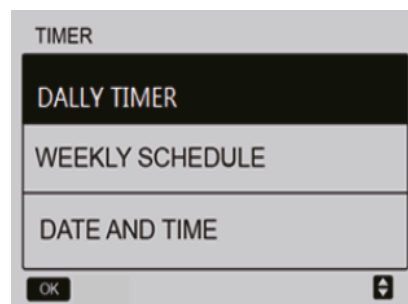 TIMER
DALLY TIMER
WEEKLY SCHEDULE
DATE AND TIME
OK